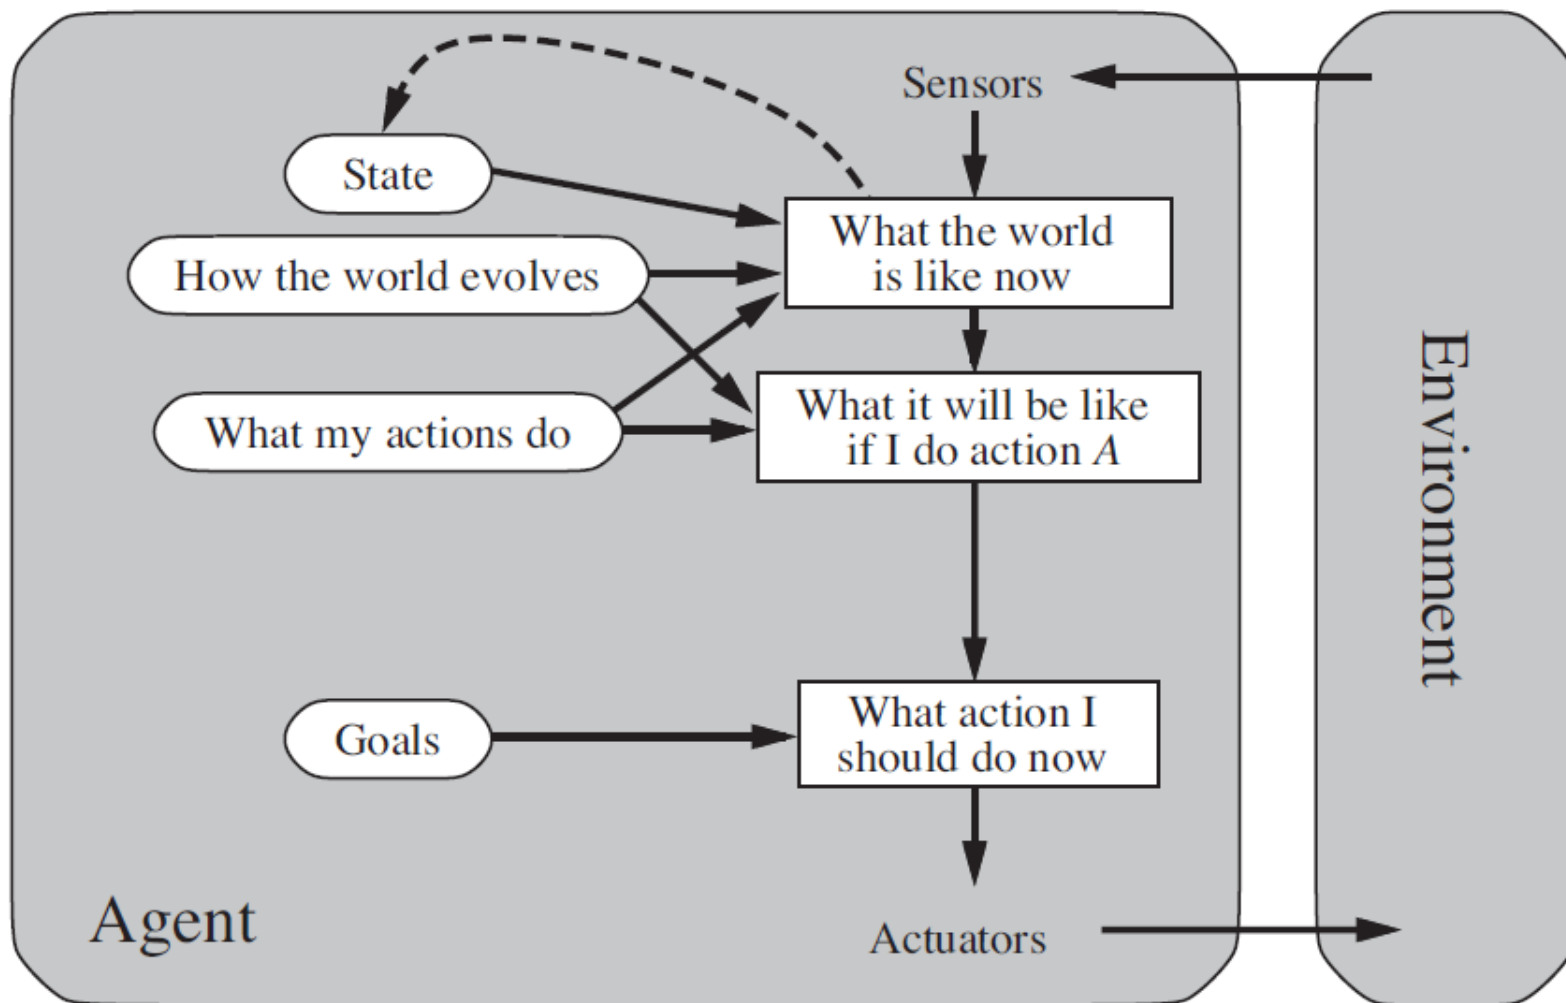 Sensors
State
What the world
is like now
How the world evolves
What it will be like
if I do action A
What my actions do
Environment
What action I
should do now
Goals
Agent
Actuators